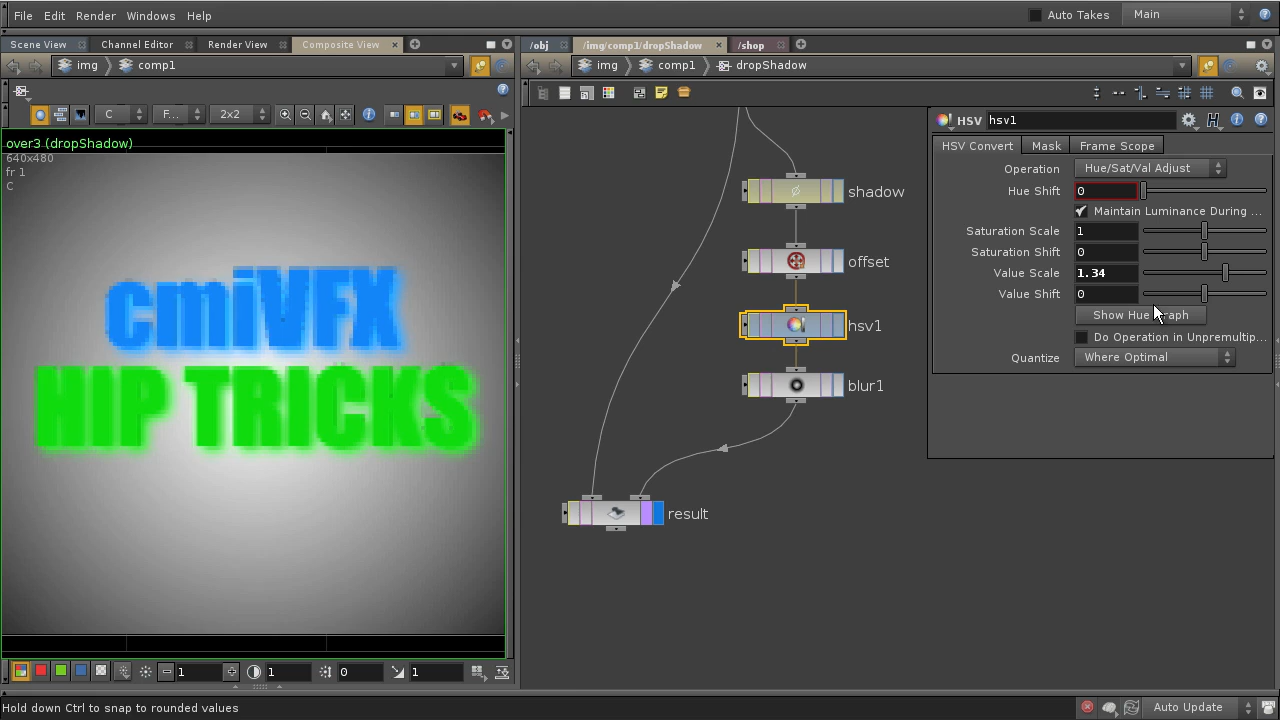 File Edit Render Windows Help
Auto Takes Main
Scene View Channel Editor Render View Composite View
/obj /img/comp1/dropShadow /shop
img comp1
img comp1 dropShadow
C F... 2x2
over3 (dropShadow)
640x480
fr 1
C
cmiVFX
HIP TRICKS
shadow
offset
hsv1
blur1
result
HSV hsv1
HSV Convert Mask Frame Scope
Operation Hue/Sat/Val Adjust
Hue Shift 0
Maintain Luminance During ...
Saturation Scale 1
Saturation Shift 0
Value Scale 1.34
Value Shift 0
Do Operation in Unpremultip...
Quantize Where Optimal
1 1 0 1
Hold down Ctrl to snap to rounded values
Auto Update